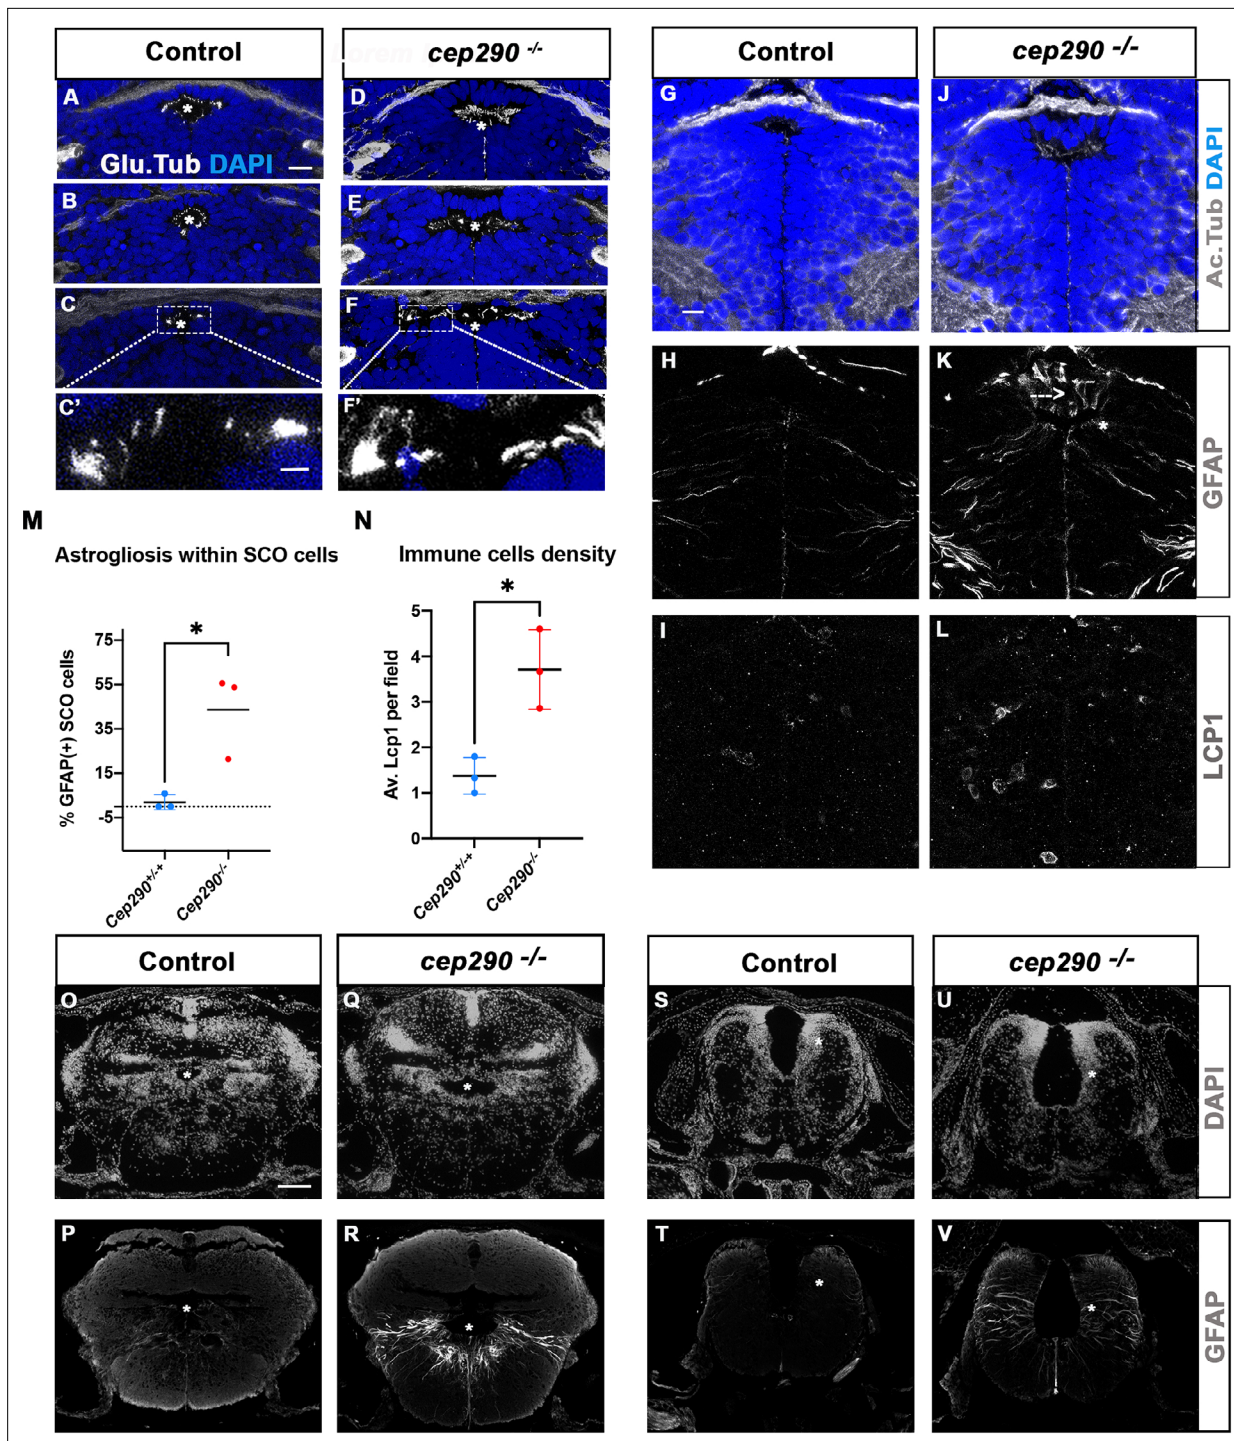 Control
cep290 -/-
Control
cep290 -/-
A
D
G
J
Glu.Tub DAPI
B
E
Ac.Tub DAPI
C
F
H
K
--->
GFAP
C'
F'
M
N
Astrogliosis within SCO cells
Immune cells density
I
L
LCP1
*
*
% GFAP(+) SCO cells
75
55
35
15
-5
Av. Lcp1 per field
5
4
3
2
1
0
Cep290+/-+
Cep290-/-
Cep290+/-+
Cep290-/-
Control
cep290 -/-
Control
cep290 -/-
O
Q
S
U
DAPI
P
R
T
V
GFAP